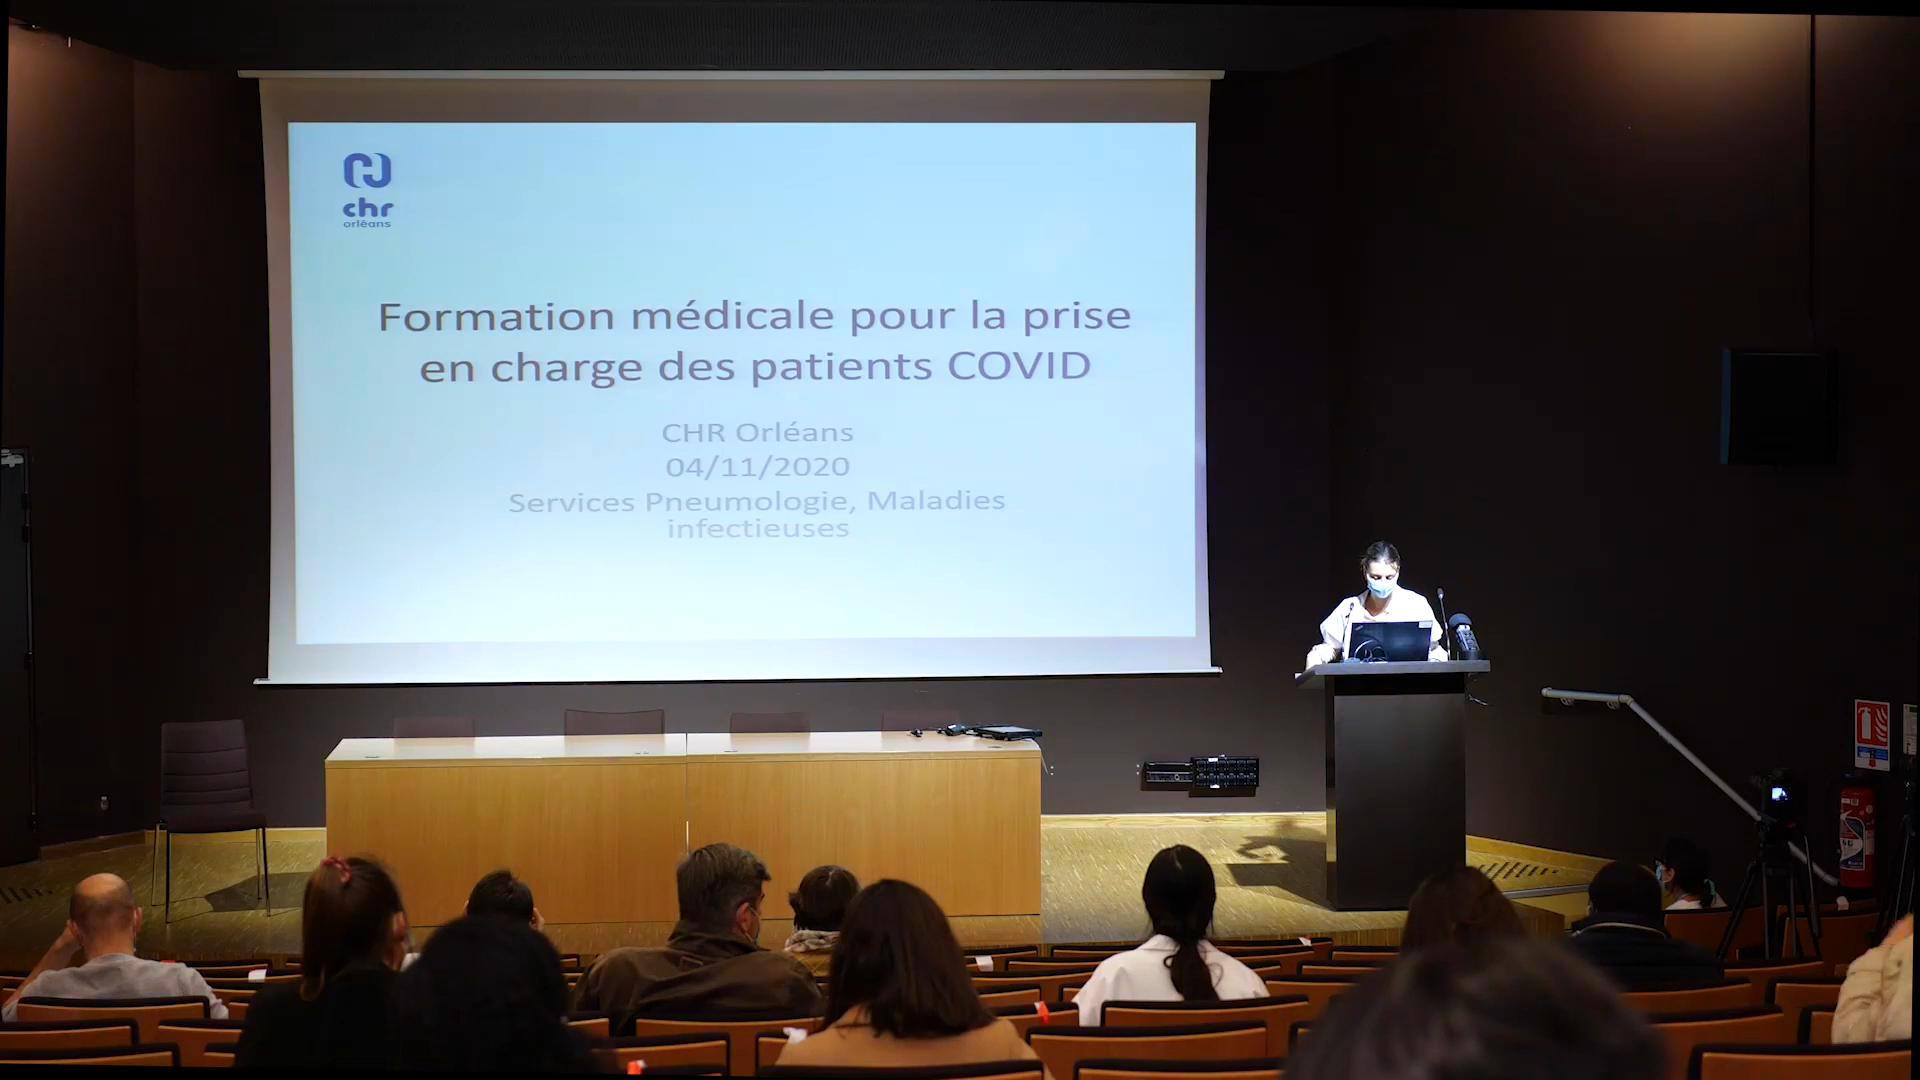 chr
orléans
Formation médicale pour la prise
en charge des patients COVID
CHR Orléans
04/11/2020
Services Pneumologie, Maladies
infectieuses